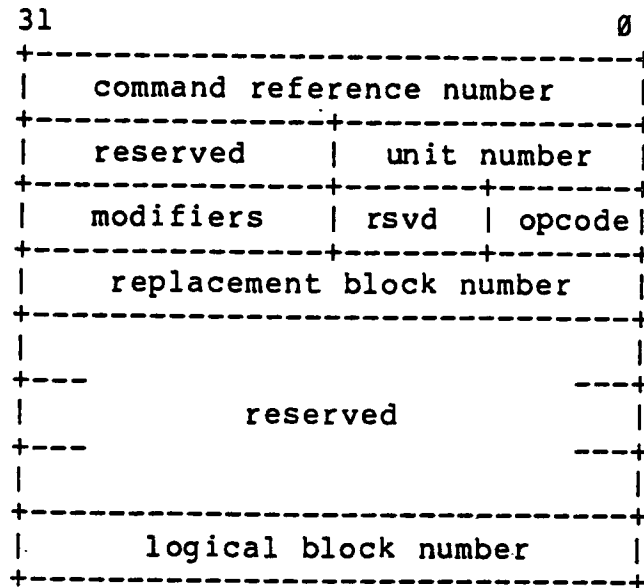 31 0
command reference number
reserved | unit number
modifiers | rsvd | opcode
replacement block number
reserved
logical block number